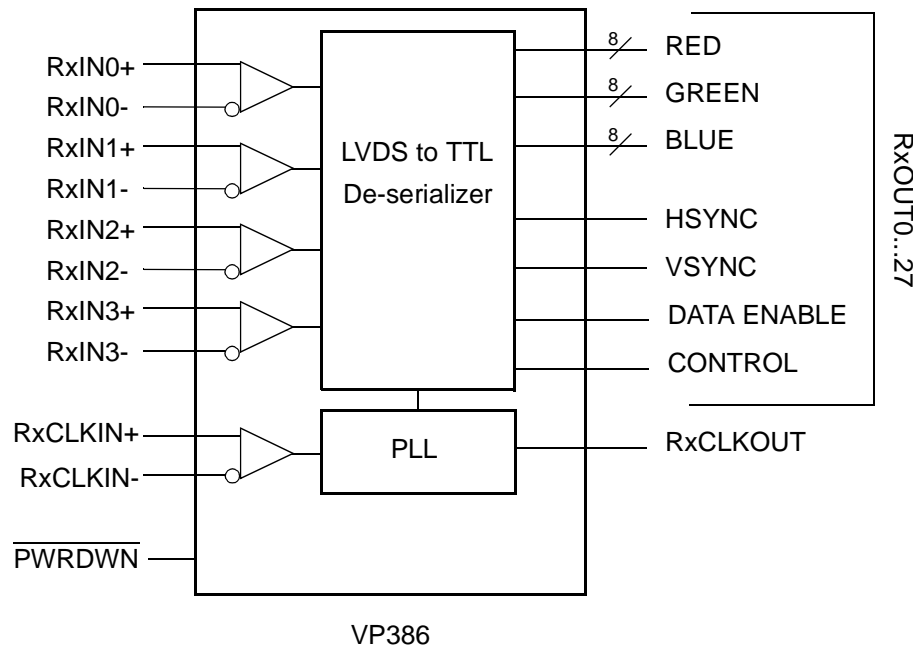 RxIN0+
RxIN0-
RxIN1+
RxIN1-
RxIN2+
RxIN2-
RxIN3+
RxIN3-
RxCLKIN+
RxCLKIN-
PWRDWN
LVDS to TTL
De-serializer
PLL
8
RED
8
GREEN
8
BLUE
HSYNC
VSYNC
DATA ENABLE
CONTROL
RxCLKOUT
RxOUT0...27
VP386